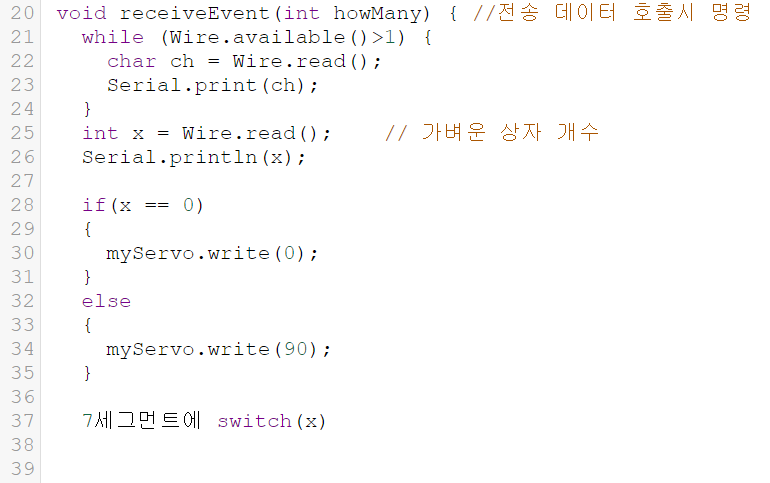 20 void receiveEvent(int howMany) { //전송 데이터 호출시 명령
21 while (Wire.available()>1) {
22 char ch = Wire.read();
23 Serial.print(ch);
24 }
25 int x = Wire.read(); // 가벼운 상자 개수
26 Serial.println(x);
27
28 if(x == 0)
29 {
30 myServo.write(0);
31 }
32 else
33 {
34 myServo.write(90);
35 }
36
37 7세그먼트에 switch(x)
38
39